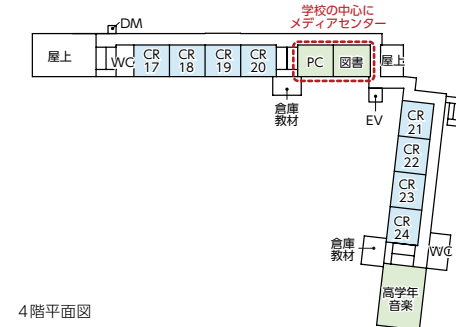 学校の中心に
メディアセンター
DM
屋上
WC
CR
17
CR
18
CR
19
CR
20
PC
図書
屋上
倉庫
教材
EV
CR
21
CR
22
CR
23
CR
24
倉庫
教材
WC
高学年
音楽
4階平面図